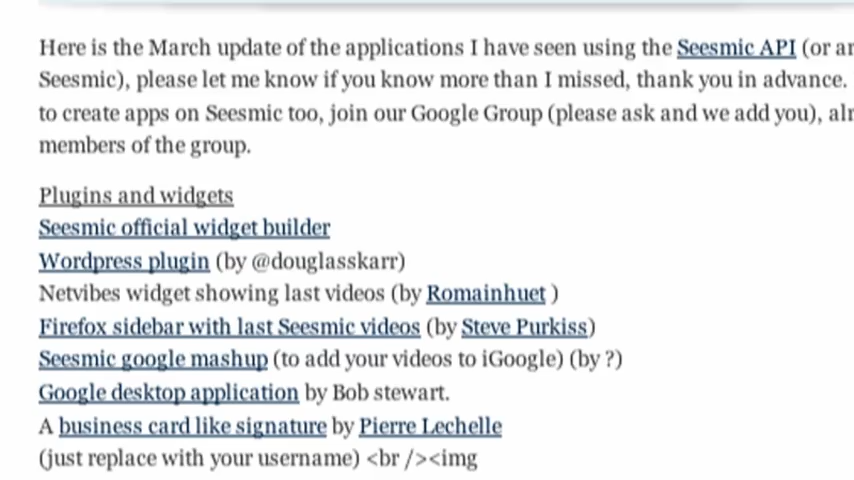 Here is the March update of the applications I have seen using the Seesmic API (or
Seesmic), please let me know if you know more than I missed, thank you in advance.
to create apps on Seesmic too, join our Google Group (please ask and we add you),
members of the group.
Plugins and widgets
Seesmic official widget builder
Wordpress plugin (by @douglasskarr)
Netvibes widget showing last videos (by Romainhuet )
Firefox sidebar with last Seesmic videos (by Steve Purkiss)
Seesmic google mashup (to add your videos to iGoogle) (by ?)
Google desktop application by Bob stewart.
A business card like signature by Pierre Lechelle
(just replace with your username) <br /><img